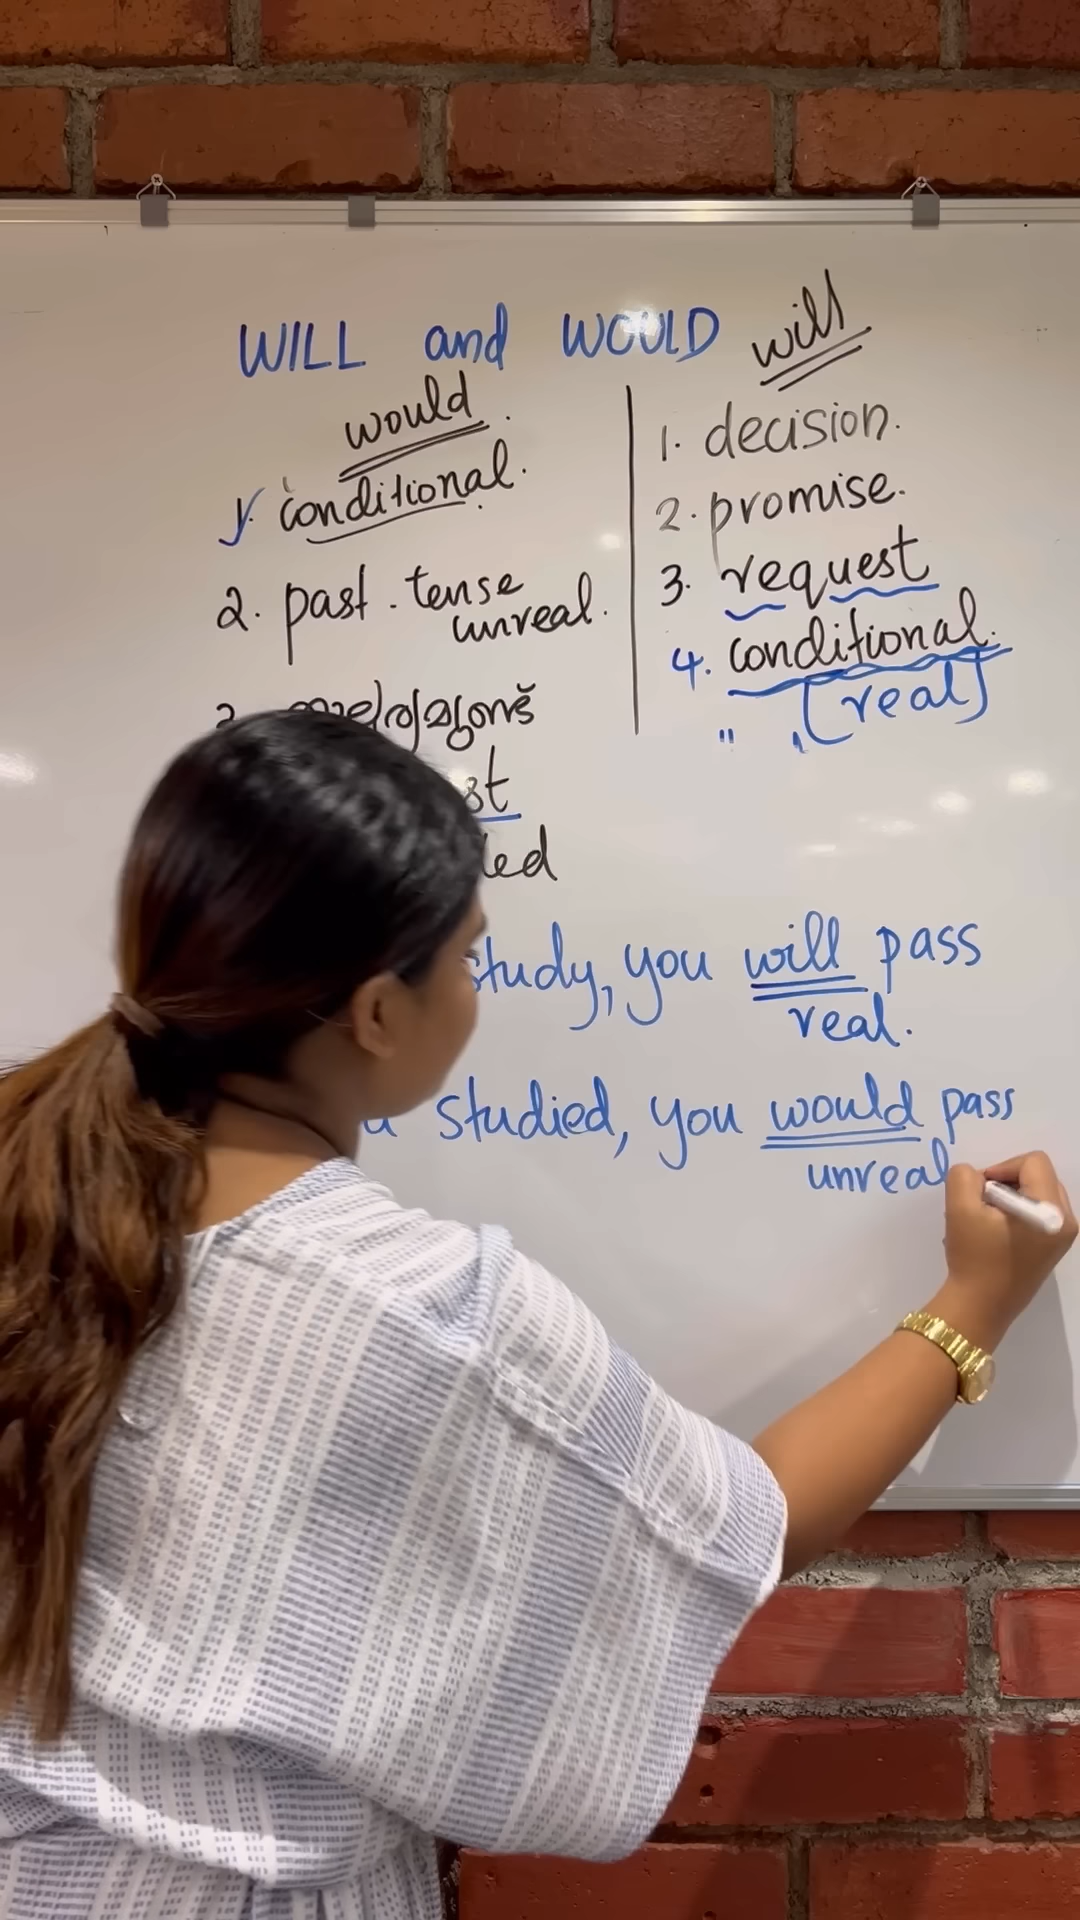 WILL and WOULD
would
1. conditional.
2. past. tense
unreal.
will
1. decision.
2. promise.
3. request
4. conditional.
" , (real)
study, you will pass
real.
studied, you would pass
unreal